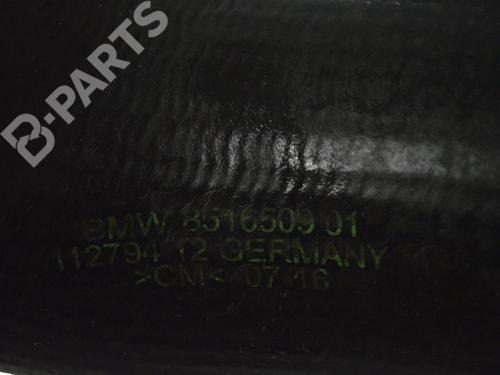 B-PARTS
BMW 8516509 01
112794 12 GERMANY
>CM< 07-16